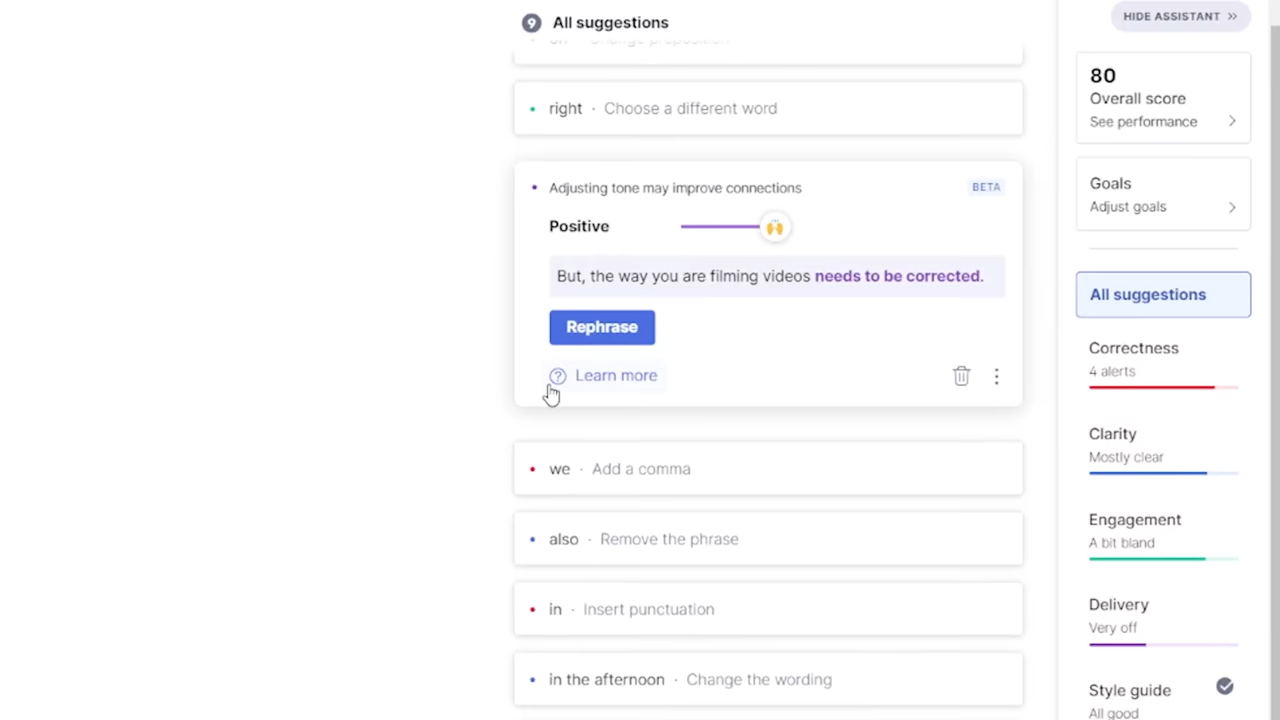 9 All suggestions
right · Choose a different word
Adjusting tone may improve connections BETA
Positive
But, the way you are filming videos needs to be corrected.
Rephrase
? Learn more
we · Add a comma
also · Remove the phrase
in · Insert punctuation
in the afternoon · Change the wording
HIDE ASSISTANT
80
Overall score
See performance
Goals
Adjust goals
All suggestions
Correctness
4 alerts
Clarity
Mostly clear
Engagement
A bit bland
Delivery
Very off
Style guide
All good